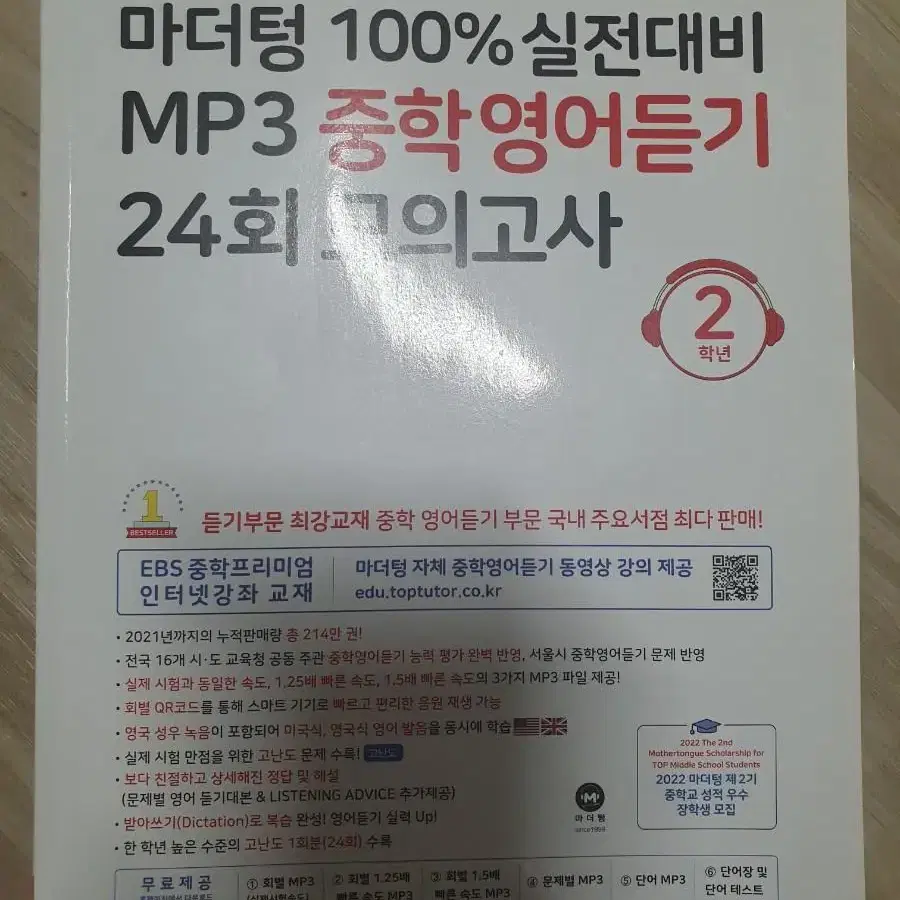 마더텅 100% 실전대비
MP3 중학영어듣기
24회 모의고사
2
학년
1
BESTSELLER
듣기부문 최강교재 중학 영어듣기 부문 국내 주요서점 최다 판매!
EBS 중학프리미엄
인터넷강좌 교재
마더텅 자체 중학영어듣기 동영상 강의 제공
edu.toptutor.co.kr
• 2021년까지의 누적판매량 총 214만 권!
• 전국 16개 시·도 교육청 공동 주관 중학영어듣기 능력 평가 완벽 반영, 서울시 중학영어듣기 문제 반영
• 실제 시험과 동일한 속도, 1.25배 빠른 속도, 1.5배 빠른 속도의 3가지 MP3 파일 제공!
• 회별 QR코드를 통해 스마트 기기로 빠르고 편리한 음원 재생 가능
• 영국 성우 녹음이 포함되어 미국식, 영국식 영어 발음을 동시에 학습
• 실제 시험 만점을 위한 고난도 문제 수록! 고난도
• 보다 친절하고 상세해진 정답 및 해설
(문제별 영어 듣기대본 & LISTENING ADVICE 추가제공)
• 받아쓰기(Dictation)로 복습 완성! 영어듣기 실력 Up!
• 한 학년 높은 수준의 고난도 1회분(24회) 수록
M
마더텅
since1999
2022 The 2nd
Mothertongue Scholarship for
TOP Middle School Students
2022 마더텅 제2기
중학교 성적 우수
장학생 모집
무료제공
① 회별 MP3
(실제시험속도)
② 회별 1.25배
빠른 속도 MP3
③ 회별 1.5배
빠른 속도 MP3
④ 문제별 MP3
⑤ 단어 MP3
⑥ 단어장 및
단어 테스트